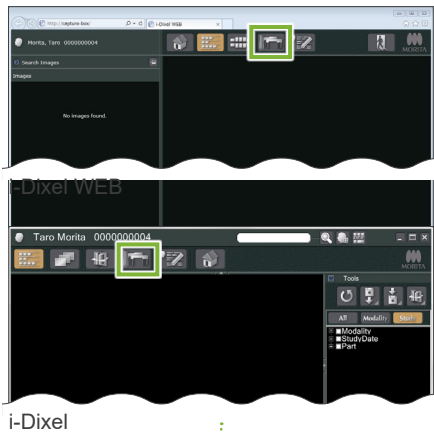 http://capture-box/
i-Dixel WEB
Morita, Taro 0000000004
MORITA
Search Images
Images
No images found.
i-Dixel WEB
Taro Morita 0000000004
MORITA
Tools
All Modality Study
Modality
StudyDate
Part
i-Dixel
: